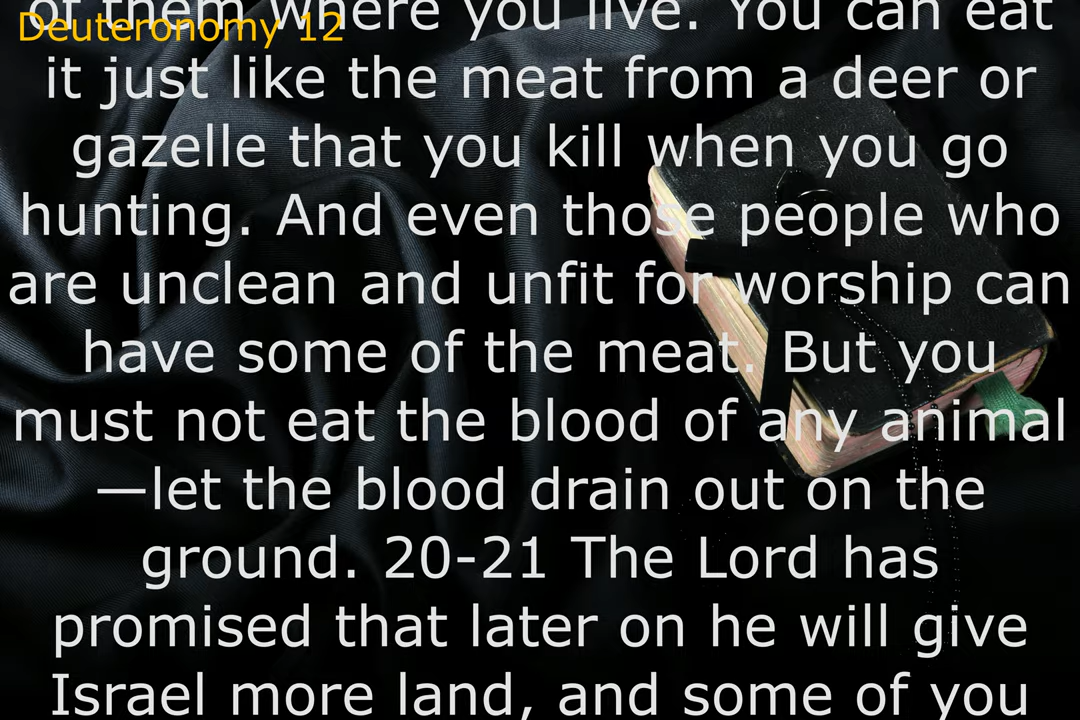 Deuteronomy 12
of them where you live. You can eat
it just like the meat from a deer or
gazelle that you kill when you go
hunting. And even those people who
are unclean and unfit for worship can
have some of the meat. But you
must not eat the blood of any animal
—let the blood drain out on the
ground. 20-21 The Lord has
promised that later on he will give
Israel more land, and some of you